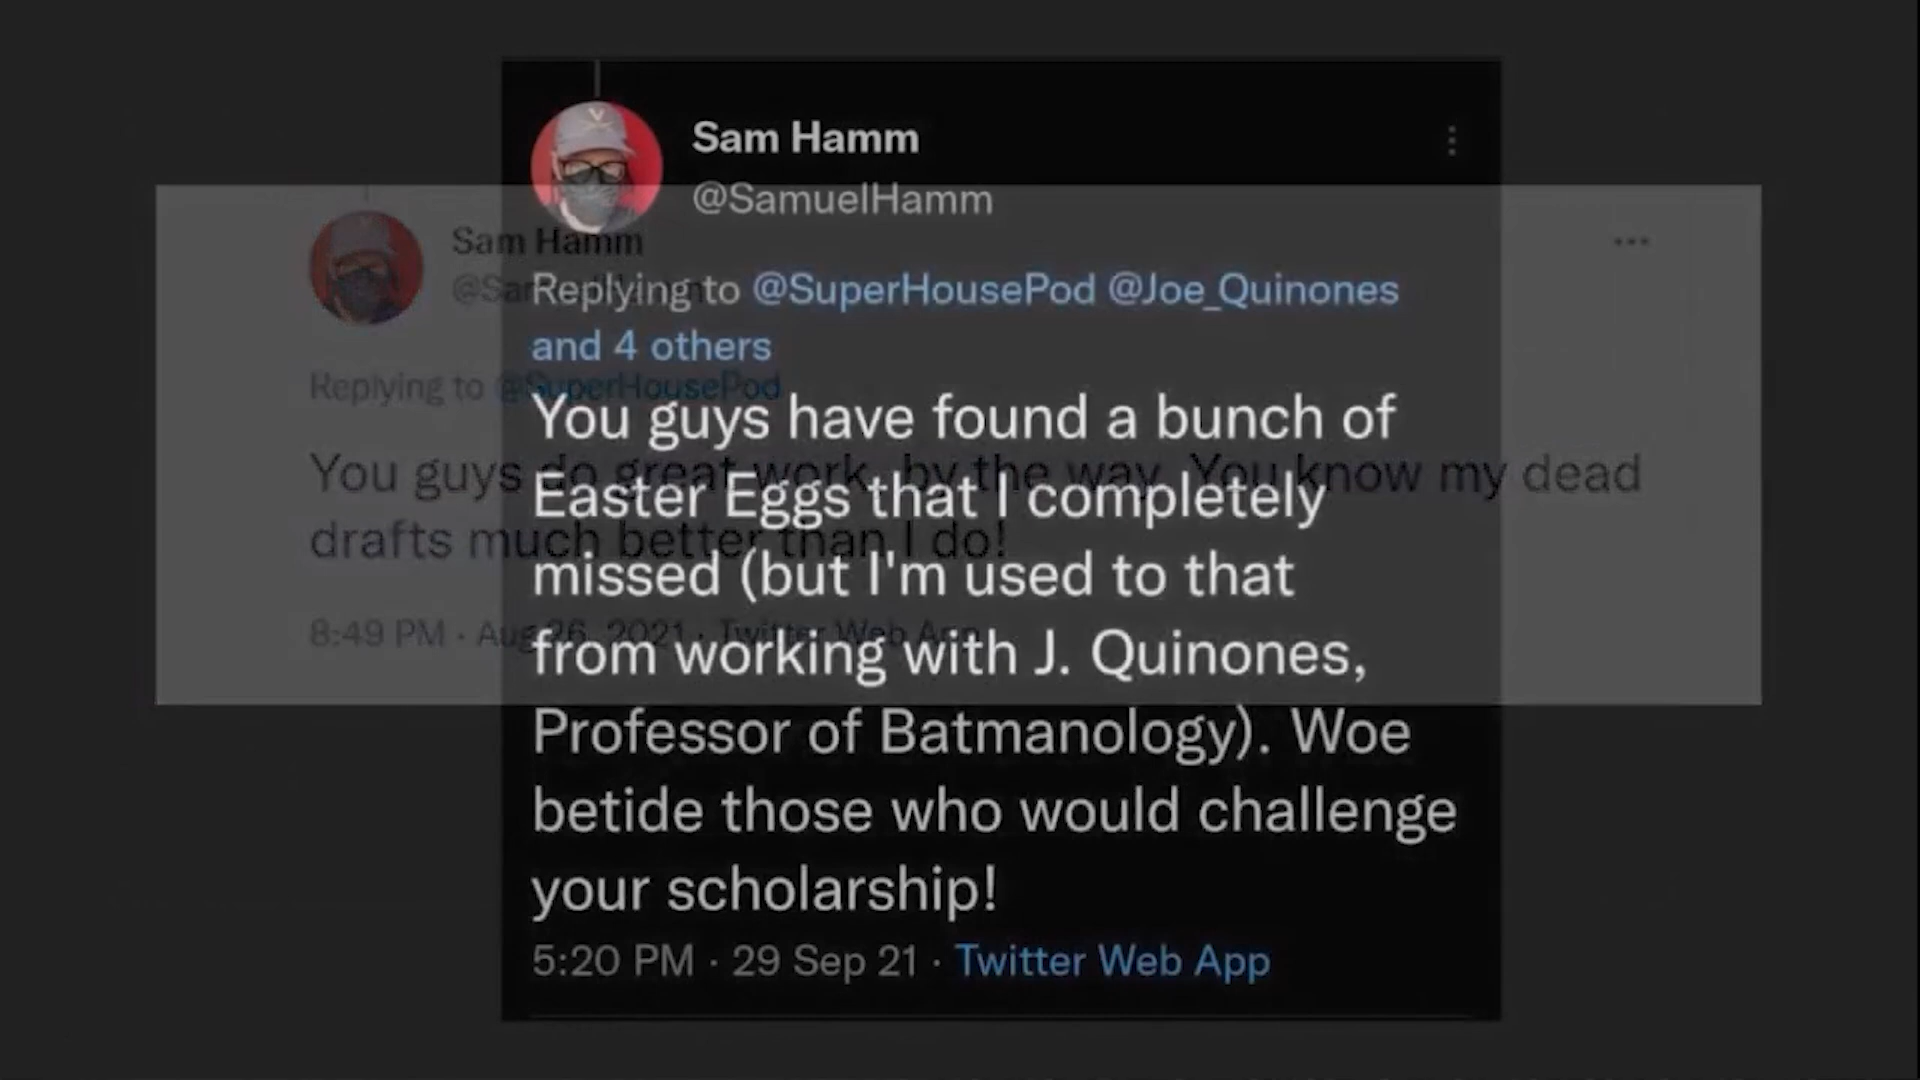 Sam Hamm
@SamuelHamm
Replying to @SuperHousePod @Joe_Quinones
and 4 others
You guys have found a bunch of
Easter Eggs that I completely
missed (but I'm used to that
from working with J. Quinones,
Professor of Batmanology). Woe
betide those who would challenge
your scholarship!
5:20 PM · 29 Sep 21 · Twitter Web App
Sam Hamm
Replying to @SuperHousePod
You guys do great work, by the way. You know my dead
drafts much better than I do!
8:49 PM · Aug 26, 2021 · Twitter Web App